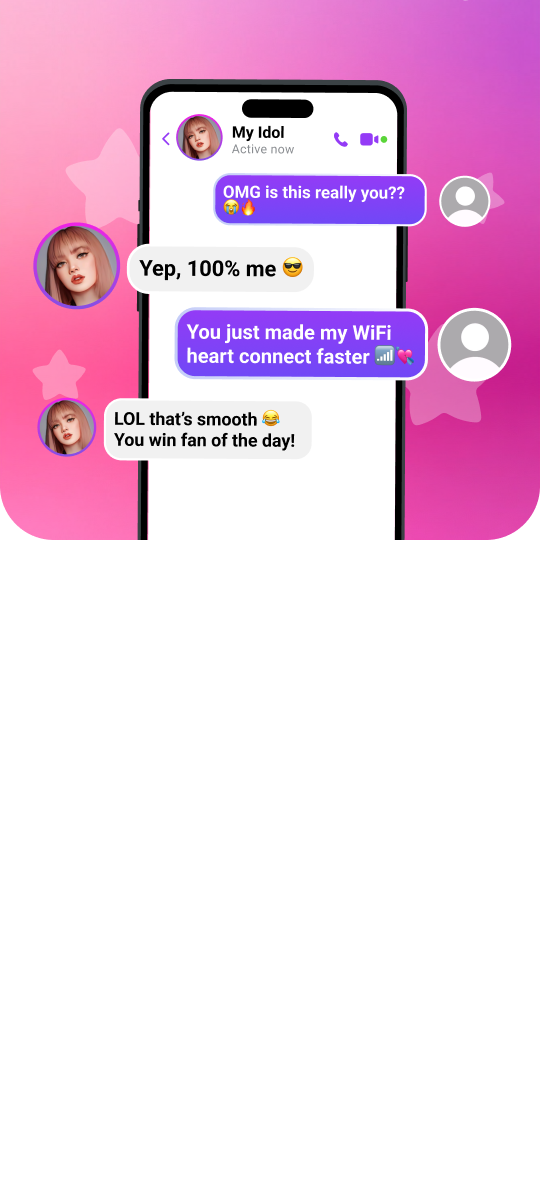 My Idol
Active now
OMG is this really you??
😭🔥
Yep, 100% me 😎
You just made my WiFi
heart connect faster 📶💘
LOL that’s smooth 😂
You win fan of the day!